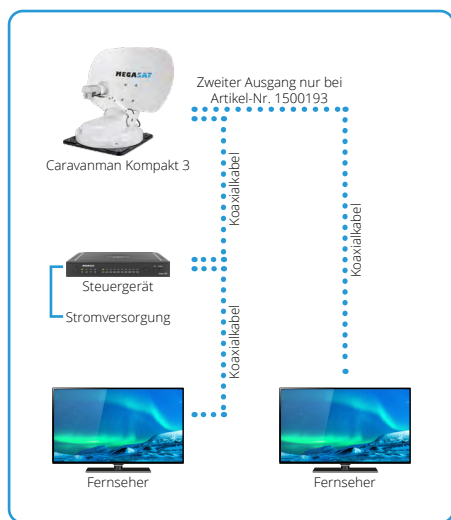 MEGASAT
Zweiter Ausgang nur bei
Artikel-Nr. 1500193
Caravanman Kompakt 3
Koaxialkabel
Koaxialkabel
Steuergerät
Stromversorgung
Koaxialkabel
Fernseher
Fernseher